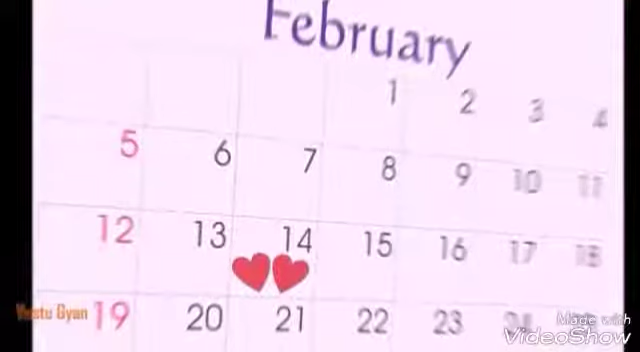 February
1 2 3 4
5 6 7 8 9 10 11
12 13 14 15 16 17 18
Vastu Gyan
19 20 21 22 23
Made with
VideoShow